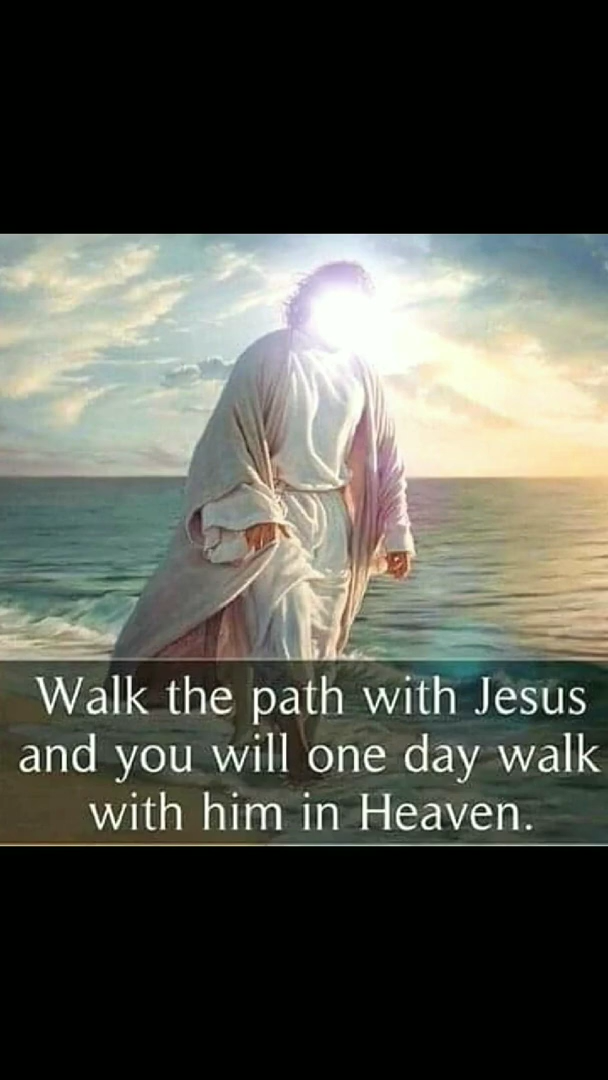 Walk the path with Jesus
and you will one day walk
with him in Heaven.